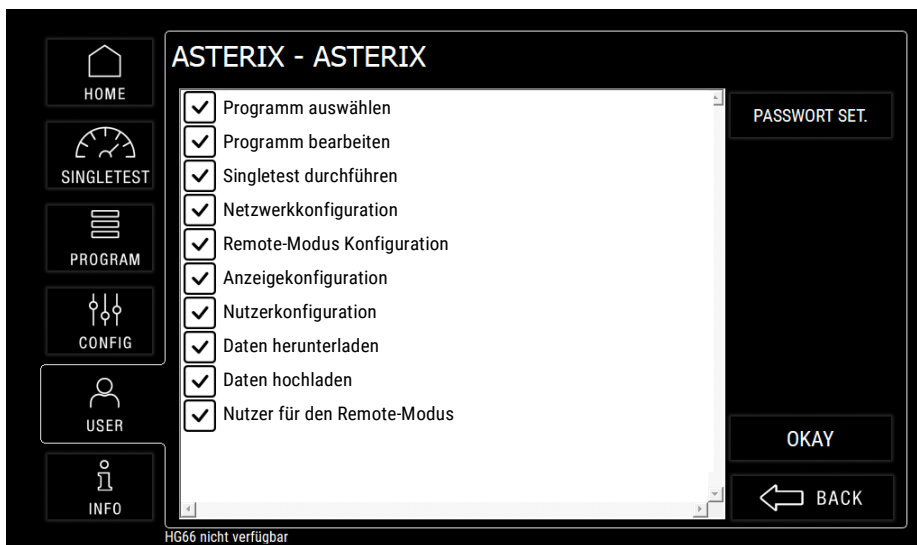 ASTERIX - ASTERIX
HOME
SINGLETEST
PROGRAM
CONFIG
USER
INFO
Programm auswählen
Programm bearbeiten
Singletest durchführen
Netzwerkkonfiguration
Remote-Modus Konfiguration
Anzeigekonfiguration
Nutzerkonfiguration
Daten herunterladen
Daten hochladen
Nutzer für den Remote-Modus
PASSWORT SET.
OKAY
BACK
HG66 nicht verfügbar